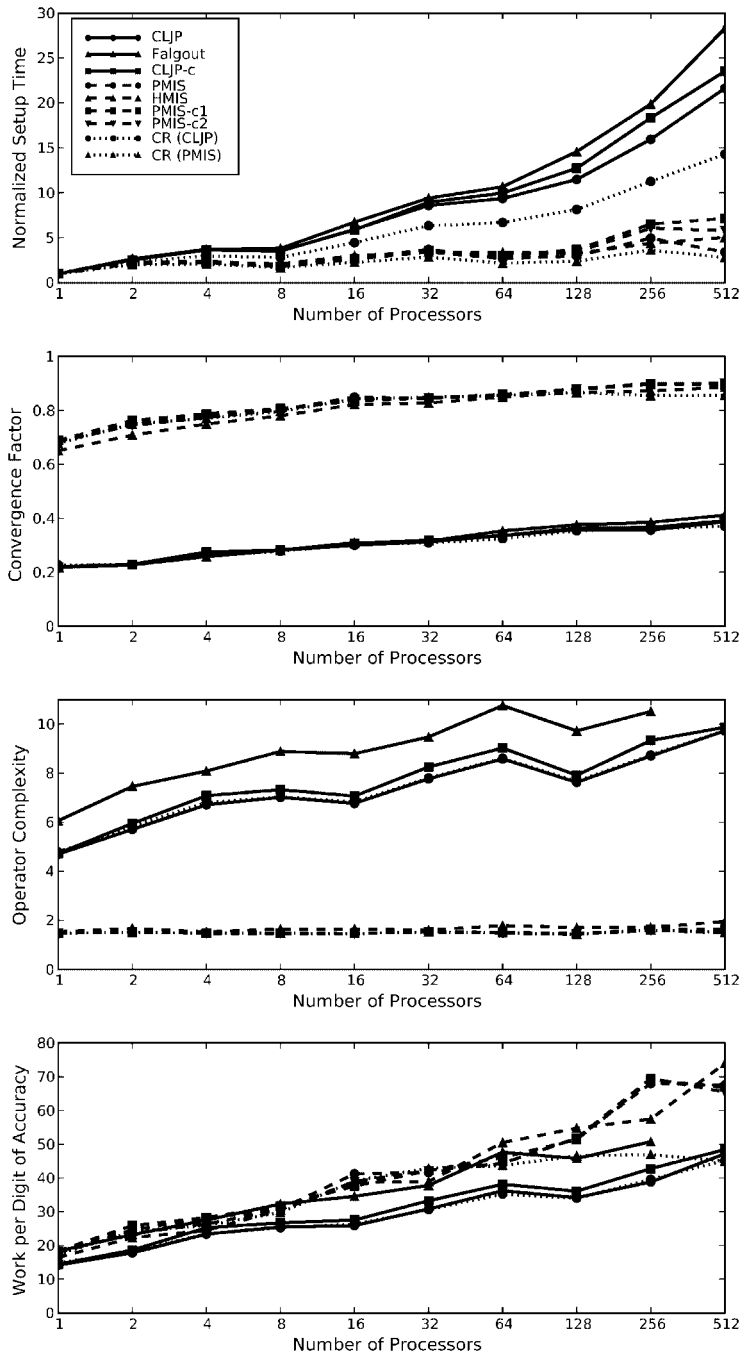 30
25
20
15
10
5
0
Normalized Setup Time
CLJP
Falgout
CLJP-c
PMIS
HMIS
PMIS-c1
PMIS-c2
CR (CLJP)
CR (PMIS)
1 2 4 8 16 32 64 128 256 512
Number of Processors
1
0.8
0.6
0.4
0.2
0
Convergence Factor
1 2 4 8 16 32 64 128 256 512
Number of Processors
10
8
6
4
2
0
Operator Complexity
1 2 4 8 16 32 64 128 256 512
Number of Processors
80
70
60
50
40
30
20
10
0
Work per Digit of Accuracy
1 2 4 8 16 32 64 128 256 512
Number of Processors